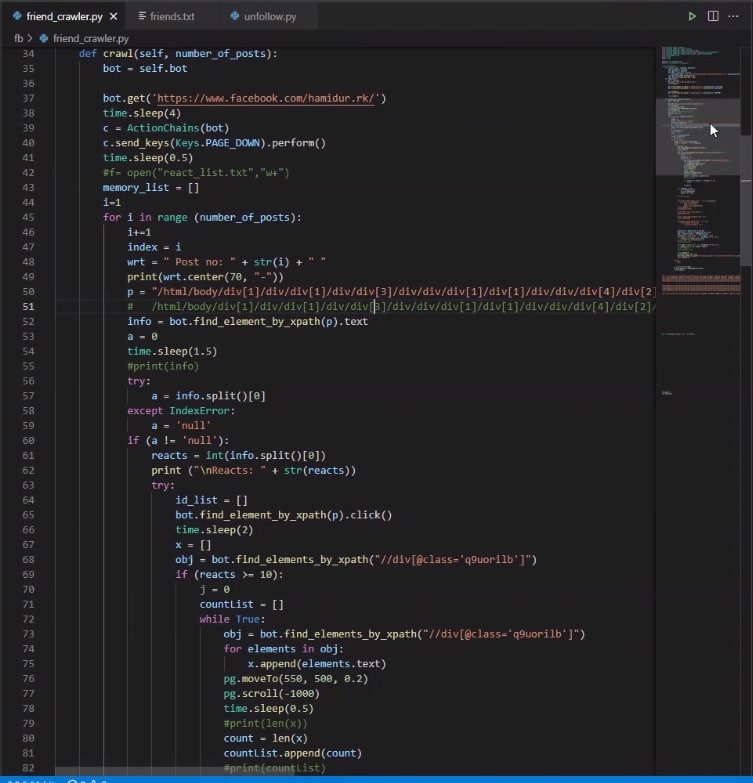 friend_crawler.py × friends.txt unfollow.py
fb > friend_crawler.py
34 def crawl(self, number_of_posts):
35 bot = self.bot
36
37 bot.get('https://www.facebook.com/hamidur.rk/')
38 time.sleep(4)
39 c = ActionChains(bot)
40 c.send_keys(Keys.PAGE_DOWN).perform()
41 time.sleep(0.5)
42 #f= open("react_list.txt","w+")
43 memory_list = []
44 i=1
45 for i in range (number_of_posts):
46 i+=1
47 index = i
48 wrt = " Post no: " + str(i) + " "
49 print(wrt.center(70, "-"))
50 p = "/html/body/div[1]/div/div[1]/div/div[3]/div/div/div[1]/div[1]/div/div/div[4]/div[2]
51 # /html/body/div[1]/div/div[1]/div/div[3]/div/div/div[1]/div[1]/div/div/div[4]/div[2]/
52 info = bot.find_element_by_xpath(p).text
53 a = 0
54 time.sleep(1.5)
55 #print(info)
56 try:
57 a = info.split()[0]
58 except IndexError:
59 a = 'null'
60 if (a != 'null'):
61 reacts = int(info.split()[0])
62 print ("\nReacts: " + str(reacts))
63 try:
64 id_list = []
65 bot.find_element_by_xpath(p).click()
66 time.sleep(2)
67 x = []
68 obj = bot.find_elements_by_xpath("//div[@class='q9uorilb']")
69 if (reacts >= 10):
70 j = 0
71 countList = []
72 while True:
73 obj = bot.find_elements_by_xpath("//div[@class='q9uorilb']")
74 for elements in obj:
75 x.append(elements.text)
76 pg.moveTo(550, 500, 0.2)
77 pg.scroll(-1000)
78 time.sleep(0.5)
79 #print(len(x))
80 count = len(x)
81 countList.append(count)
82 #print(countList)